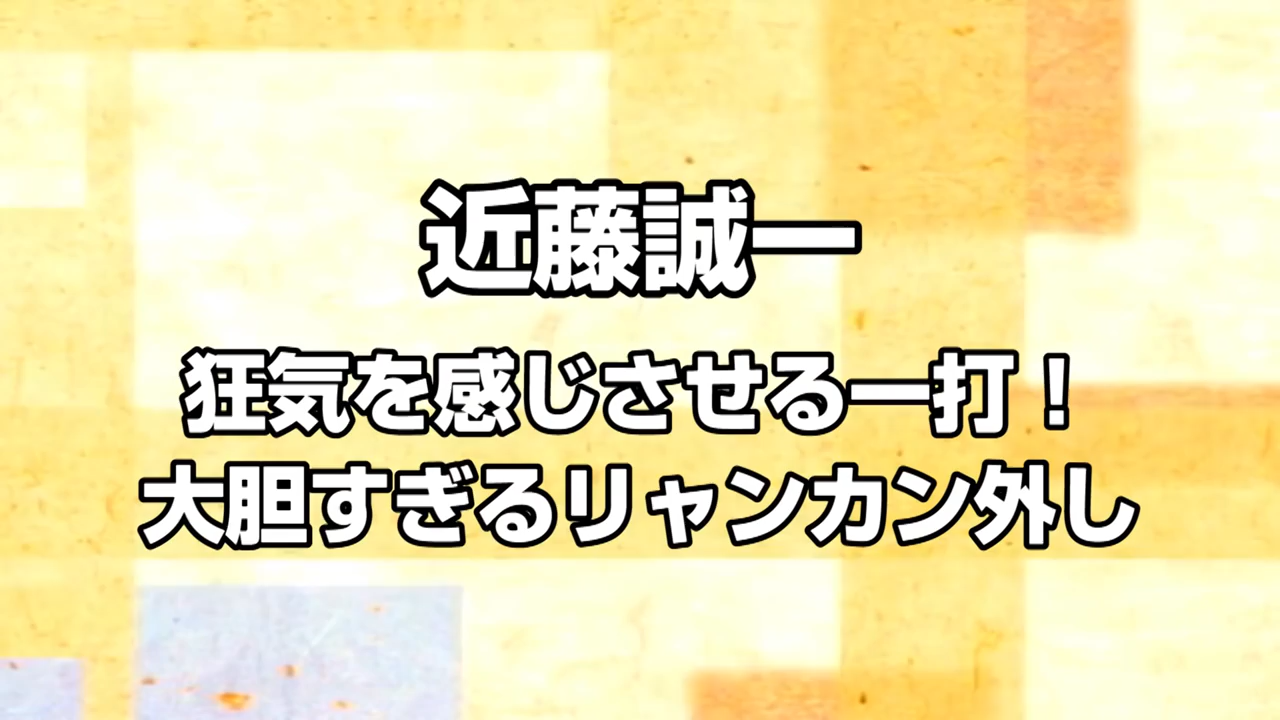 近藤誠一
狂気を感じさせる一打！
大胆すぎるリャンカン外し